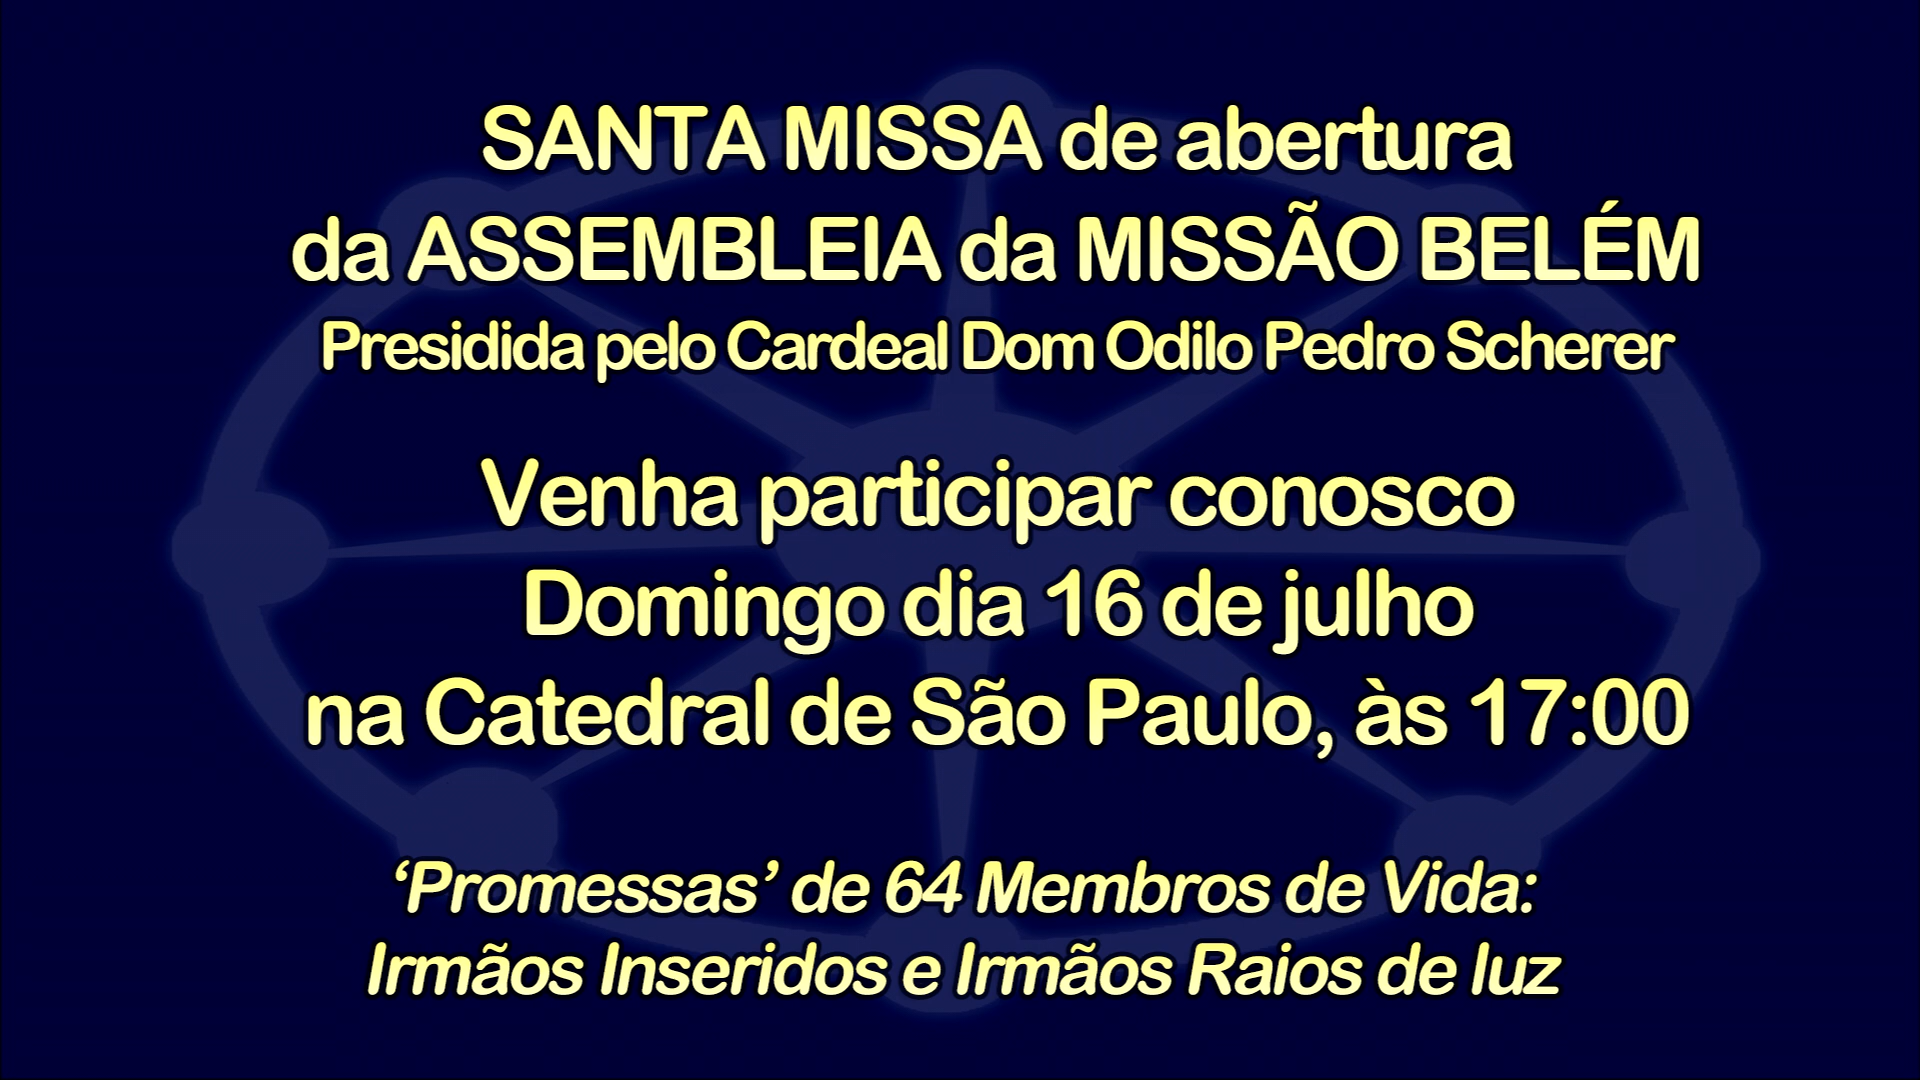 SANTA MISSA de abertura
da ASSEMBLEIA da MISSÃO BELÉM
Presidida pelo Cardeal Dom Odilo Pedro Scherer
Venha participar conosco
Domingo dia 16 de julho
na Catedral de São Paulo, às 17:00
‘Promessas’ de 64 Membros de Vida:
Irmãos Inseridos e Irmãos Raios de luz